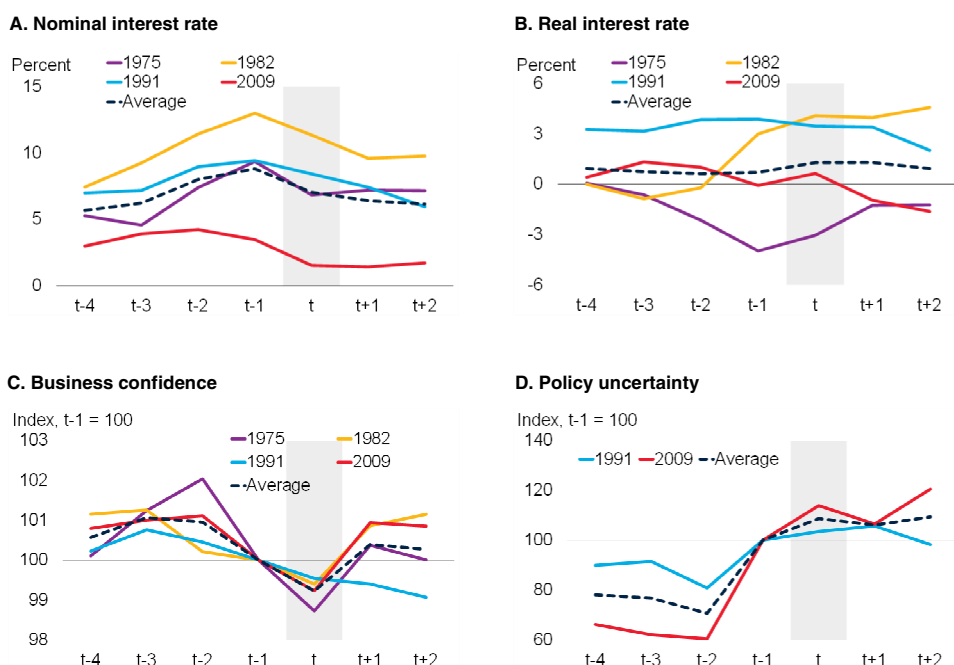 A. Nominal interest rate
Percent
1975 1982
1991 2009
Average
15
10
5
0
t-4 t-3 t-2 t-1 t t+1 t+2
B. Real interest rate
Percent
1975 1982
1991 2009
Average
6
3
0
-3
-6
t-4 t-3 t-2 t-1 t t+1 t+2
C. Business confidence
Index, t-1 = 100
1975 1982
1991 2009
Average
103
102
101
100
99
98
t-4 t-3 t-2 t-1 t t+1 t+2
D. Policy uncertainty
Index, t-1 = 100
1991 2009 Average
140
120
100
80
60
t-4 t-3 t-2 t-1 t t+1 t+2